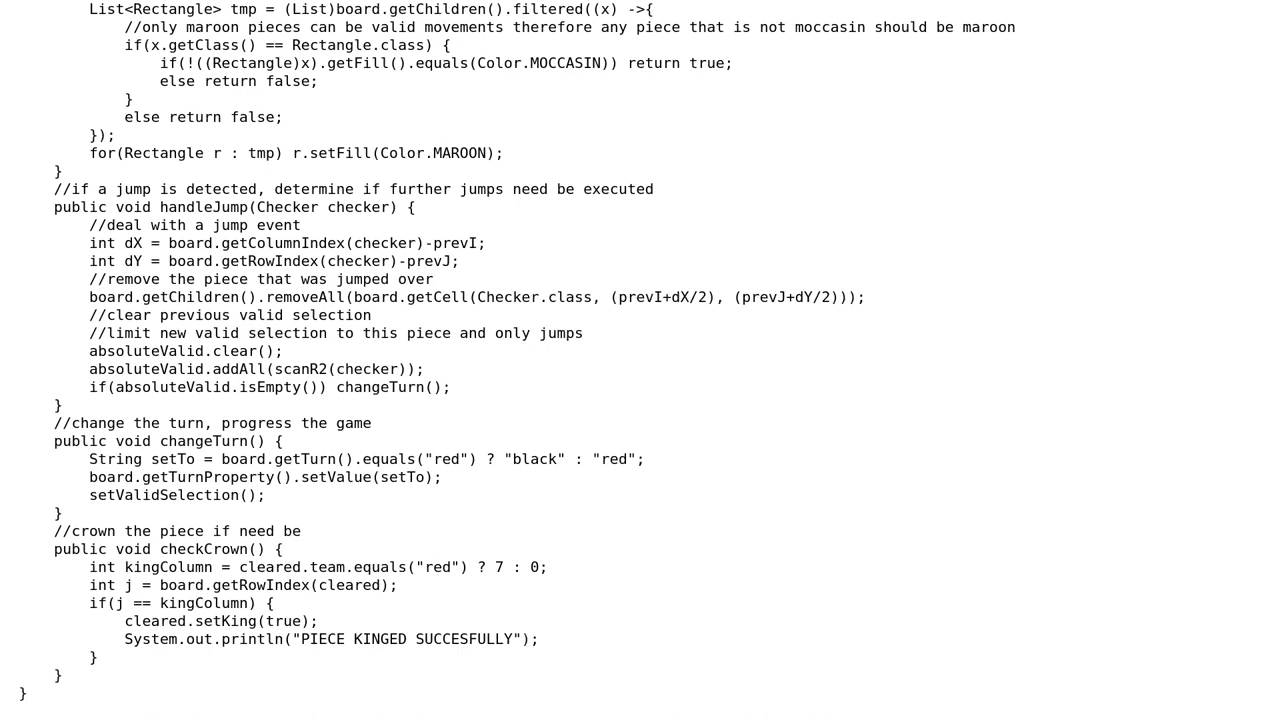 List<Rectangle> tmp = (List)board.getChildren().filtered((x) ->{
//only maroon pieces can be valid movements therefore any piece that is not moccasin should be maroon
if(x.getClass() == Rectangle.class) {
if(!((Rectangle)x).getFill().equals(Color.MOCCASIN)) return true;
else return false;
}
else return false;
});
for(Rectangle r : tmp) r.setFill(Color.MAROON);
}
//if a jump is detected, determine if further jumps need be executed
public void handleJump(Checker checker) {
//deal with a jump event
int dX = board.getColumnIndex(checker)-prevI;
int dY = board.getRowIndex(checker)-prevJ;
//remove the piece that was jumped over
board.getChildren().removeAll(board.getCell(Checker.class, (prevI+dX/2), (prevJ+dY/2)));
//clear previous valid selection
//limit new valid selection to this piece and only jumps
absoluteValid.clear();
absoluteValid.addAll(scanR2(checker));
if(absoluteValid.isEmpty()) changeTurn();
}
//change the turn, progress the game
public void changeTurn() {
String setTo = board.getTurn().equals("red") ? "black" : "red";
board.getTurnProperty().setValue(setTo);
setValidSelection();
}
//crown the piece if need be
public void checkCrown() {
int kingColumn = cleared.team.equals("red") ? 7 : 0;
int j = board.getRowIndex(cleared);
if(j == kingColumn) {
cleared.setKing(true);
System.out.println("PIECE KINGED SUCCESFULLY");
}
}
}